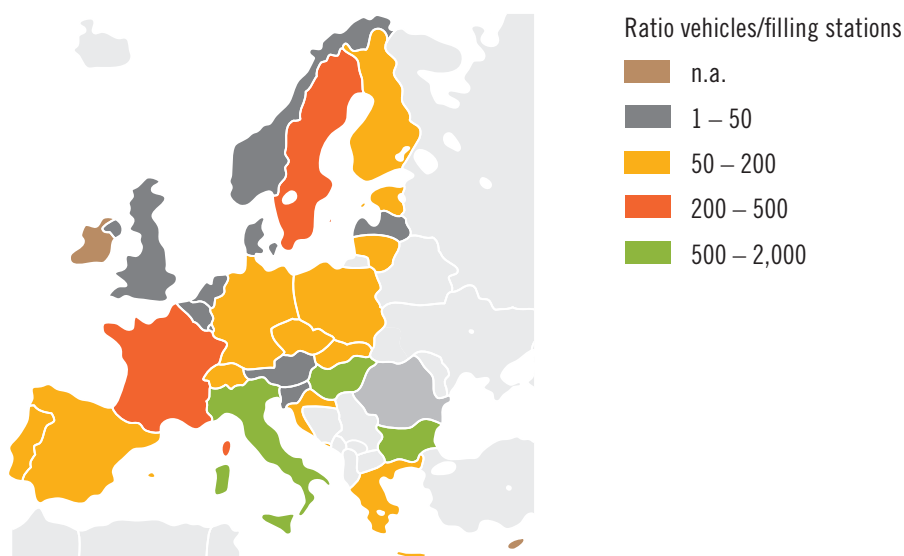 Ratio vehicles/filling stations
n.a.
1 – 50
50 – 200
200 – 500
500 – 2,000